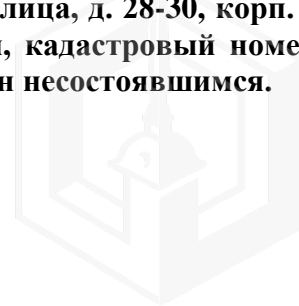 лица, д. 28-30, корп.
, кадастровый номе
н несостоявшимся.